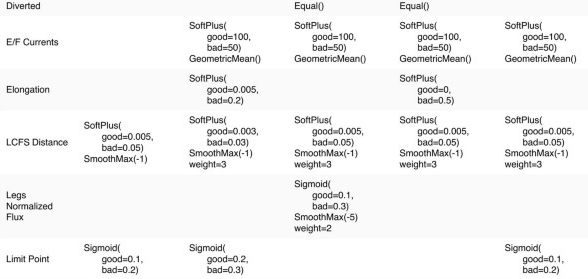 Diverted Equal() Equal()
SoftPlus( SoftPlus( SoftPlus( SoftPlus(
good=100, good=100, good=100, good=100,
E/F Currents bad=50) bad=50) bad=50) bad=50)
GeometricMean() GeometricMean() GeometricMean() GeometricMean()
SoftPlus( SoftPlus(
Elongation good=0.005, good=0,
bad=0.2) bad=0.5)
SoftPlus( SoftPlus( SoftPlus( SoftPlus( SoftPlus(
good=0.005, good=0.003, good=0.005, good=0.005, good=0.005,
LCFS Distance bad=0.05) bad=0.03) bad=0.05) bad=0.05) bad=0.05)
SmoothMax(-1) SmoothMax(-1) SmoothMax(-1) SmoothMax(-1) SmoothMax(-1)
weight=3 weight=3 weight=3 weight=3
Sigmoid(
Legs good=0.1,
Normalized bad=0.3)
Flux SmoothMax(-5)
weight=2
Sigmoid( Sigmoid( Sigmoid(
Limit Point good=0.1, good=0.2, good=0.1,
bad=0.2) bad=0.3) bad=0.2)